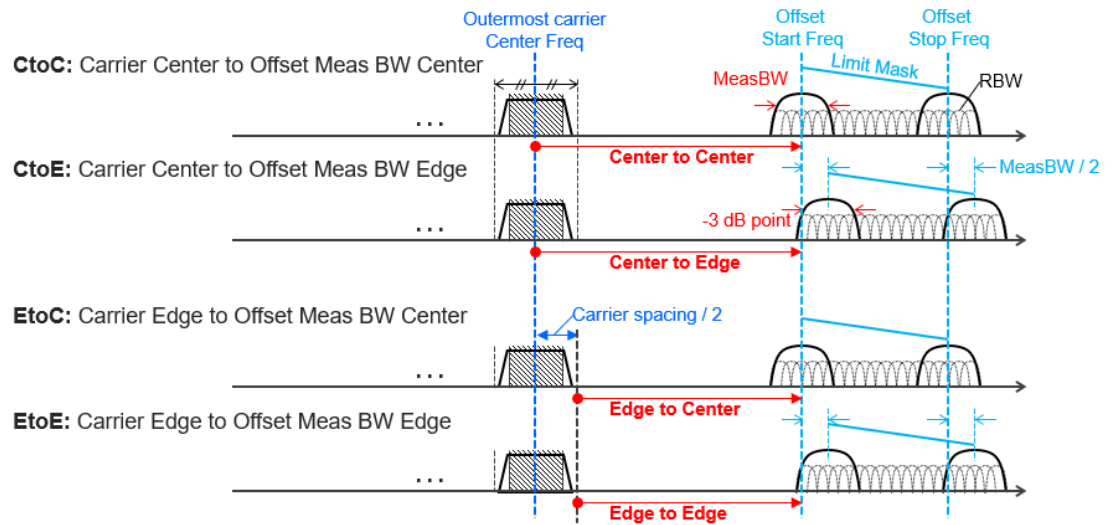 Outermost carrier
Center Freq
Offset
Start Freq
Offset
Stop Freq
CtoC: Carrier Center to Offset Meas BW Center
MeasBW
Limit Mask
RBW
...
Center to Center
CtoE: Carrier Center to Offset Meas BW Edge
MeasBW / 2
-3 dB point
...
Center to Edge
EtoC: Carrier Edge to Offset Meas BW Center
Carrier spacing / 2
...
Edge to Center
EtoE: Carrier Edge to Offset Meas BW Edge
...
Edge to Edge